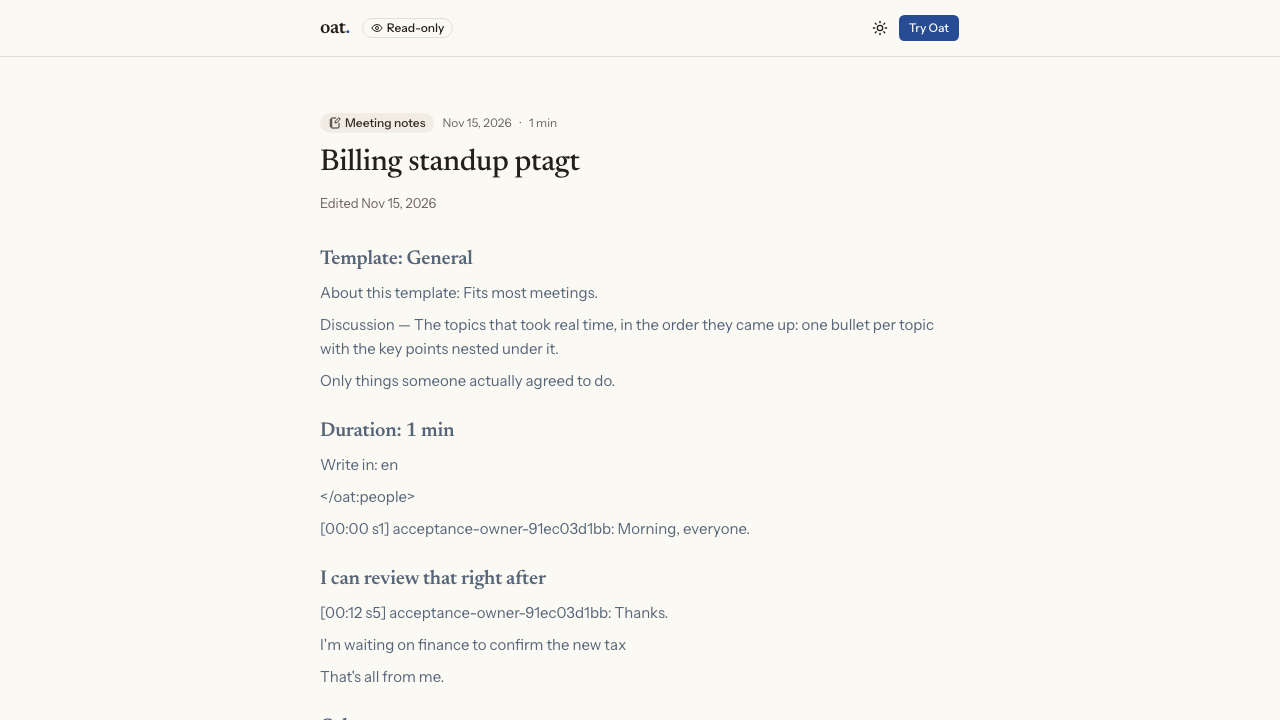 oat.
Read-only
Try Oat
Meeting notes
Nov 15, 2026 · 1 min
Billing standup ptagt
Edited Nov 15, 2026
Template: General
About this template: Fits most meetings.
Discussion — The topics that took real time, in the order they came up: one bullet per topic
with the key points nested under it.
Only things someone actually agreed to do.
Duration: 1 min
Write in: en
</oat:people>
[00:00 s1] acceptance-owner-91ec03d1bb: Morning, everyone.
I can review that right after
[00:12 s5] acceptance-owner-91ec03d1bb: Thanks.
I'm waiting on finance to confirm the new tax
That's all from me.